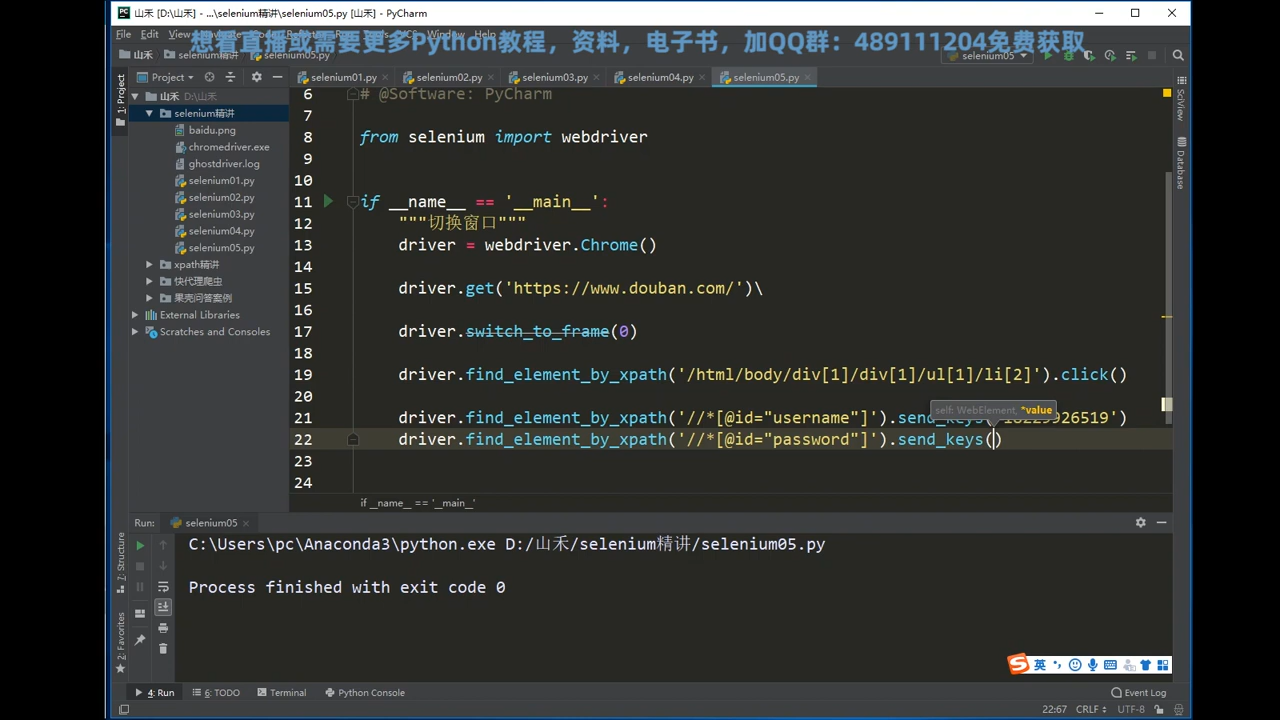 山禾 [D:\山禾] - ...\selenium精讲\selenium05.py [山禾] - PyCharm
File Edit View
Window
想看直播或需要更多Python教程，资料，电子书，加QQ群：489111204免费获取
山禾 selenium精讲 selenium05.py
selenium05
Project
selenium01.py selenium02.py selenium03.py selenium04.py selenium05.py
1: Project
山禾 D:\山禾
selenium精讲
baidu.png
chromedriver.exe
ghostdriver.log
selenium01.py
selenium02.py
selenium03.py
selenium04.py
selenium05.py
xpath精讲
快代理爬虫
果壳问答案例
External Libraries
Scratches and Consoles
6 # @Software: PyCharm
7
8 from selenium import webdriver
9
10
11 if __name__ == '__main__':
12 """切换窗口"""
13 driver = webdriver.Chrome()
14
15 driver.get('https://www.douban.com/')\
16
17 driver.switch_to_frame(0)
18
19 driver.find_element_by_xpath('/html/body/div[1]/div[1]/ul[1]/li[2]').click()
20
self: WebElement, *value
21 driver.find_element_by_xpath('//*[@id="username"]').send_keys('18229926519')
22 driver.find_element_by_xpath('//*[@id="password"]').send_keys()
23
24
if __name__ == '__main__'
SciView
Database
Run: selenium05
C:\Users\pc\Anaconda3\python.exe D:/山禾/selenium精讲/selenium05.py
Process finished with exit code 0
7: Structure
2: Favorites
英
4: Run 6: TODO Terminal Python Console Event Log
22:67 CRLF UTF-8